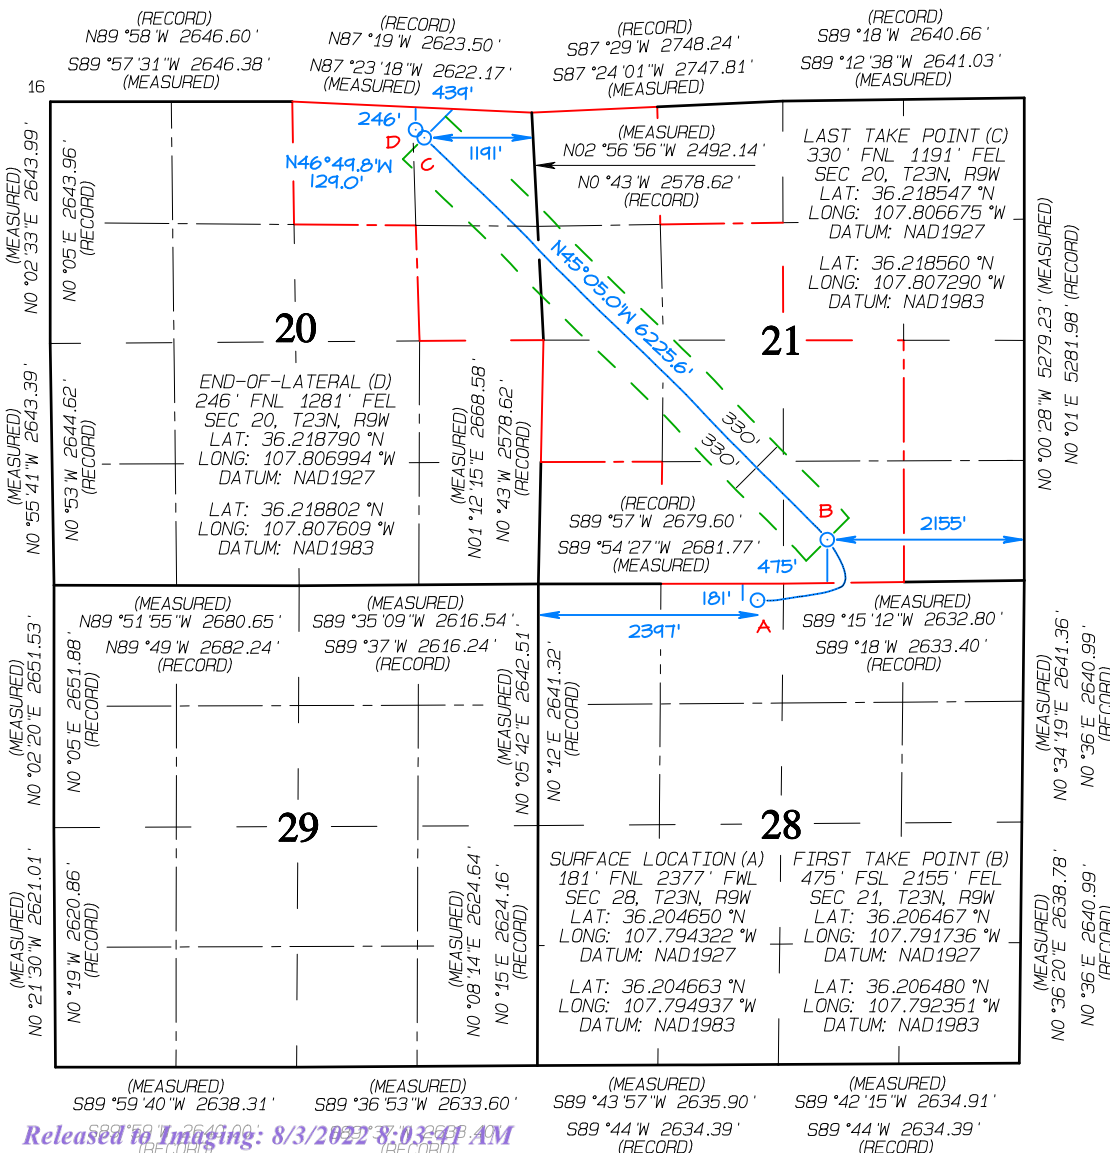 (RECORD)
N89°58'W 2646.60'
S89°57'31"W 2646.38'
(MEASURED)
(RECORD)
N87°19'W 2623.50'
N87°23'18"W 2622.17'
(MEASURED)
(RECORD)
S87°29'W 2748.24'
S87°24'01"W 2747.81'
(MEASURED)
(RECORD)
S89°18'W 2640.66'
S89°12'38"W 2641.03'
(MEASURED)
16
439'
246'
D
C
1191'
N46°49.8'W
129.0'
(MEASURED)
N02°56'56"W 2492.14'
N0°43'W 2578.62'
(RECORD)
LAST TAKE POINT (C)
330' FNL 1191' FEL
SEC 20, T23N, R9W
LAT: 36.218547 °N
LONG: 107.806675 °W
DATUM: NAD1927
LAT: 36.218560 °N
LONG: 107.807290 °W
DATUM: NAD1983
(MEASURED)
N0°02'33"E 2643.99'
N0°05'E 2643.96'
(RECORD)
N45°05.0'W 6225.6'
20
21
N0°00'28"W 5279.23' (MEASURED)
N0°01'E 5281.98' (RECORD)
END-OF-LATERAL (D)
246' FNL 1281' FEL
SEC 20, T23N, R9W
LAT: 36.218790 °N
LONG: 107.806994 °W
DATUM: NAD1927
LAT: 36.218802 °N
LONG: 107.807609 °W
DATUM: NAD1983
(MEASURED)
N0°55'41"W 2643.39'
N0°53'W 2644.62'
(RECORD)
(MEASURED)
N01°12'15"E 2668.58'
N0°43'W 2578.62'
(RECORD)
330'
330'
(RECORD)
S89°57'W 2679.60'
S89°54'27"W 2681.77'
(MEASURED)
B
2155'
475'
181'
2397'
A
(MEASURED)
N89°51'55"W 2680.65'
N89°49'W 2682.24'
(RECORD)
(MEASURED)
S89°35'09"W 2616.54'
S89°37'W 2616.24'
(RECORD)
(MEASURED)
S89°15'12"W 2632.80'
S89°18'W 2633.40'
(RECORD)
(MEASURED)
N0°02'20"E 2651.53'
N0°05'E 2651.88'
(RECORD)
(MEASURED)
N0°05'42"E 2642.51
N0°12'E 2641.32'
(RECORD)
(MEASURED)
N0°34'19"E 2641.36'
N0°36'E 2640.99'
(RECORD)
29
28
SURFACE LOCATION (A)
181' FNL 2377' FWL
SEC 28, T23N, R9W
LAT: 36.204650 °N
LONG: 107.794322 °W
DATUM: NAD1927
LAT: 36.204663 °N
LONG: 107.794937 °W
DATUM: NAD1983
FIRST TAKE POINT (B)
475' FSL 2155' FEL
SEC 21, T23N, R9W
LAT: 36.206467 °N
LONG: 107.791736 °W
DATUM: NAD1927
LAT: 36.206480 °N
LONG: 107.792351 °W
DATUM: NAD1983
(MEASURED)
N0°21'30"W 2621.01'
N0°19'W 2620.86'
(RECORD)
(MEASURED)
N0°08'14"E 2624.64'
N0°15'E 2624.16'
(RECORD)
(MEASURED)
N0°36'20"E 2638.78'
N0°36'E 2640.99'
(RECORD)
(MEASURED)
S89°59'40"W 2638.31'
(RECORD)
(MEASURED)
S89°36'53"W 2633.60'
(RECORD)
(MEASURED)
S89°43'57"W 2635.90'
S89°44'W 2634.39'
(RECORD)
(MEASURED)
S89°42'15"W 2634.91'
S89°44'W 2634.39'
(RECORD)
Released to Imaging: 8/3/2022 8:03:41 AM